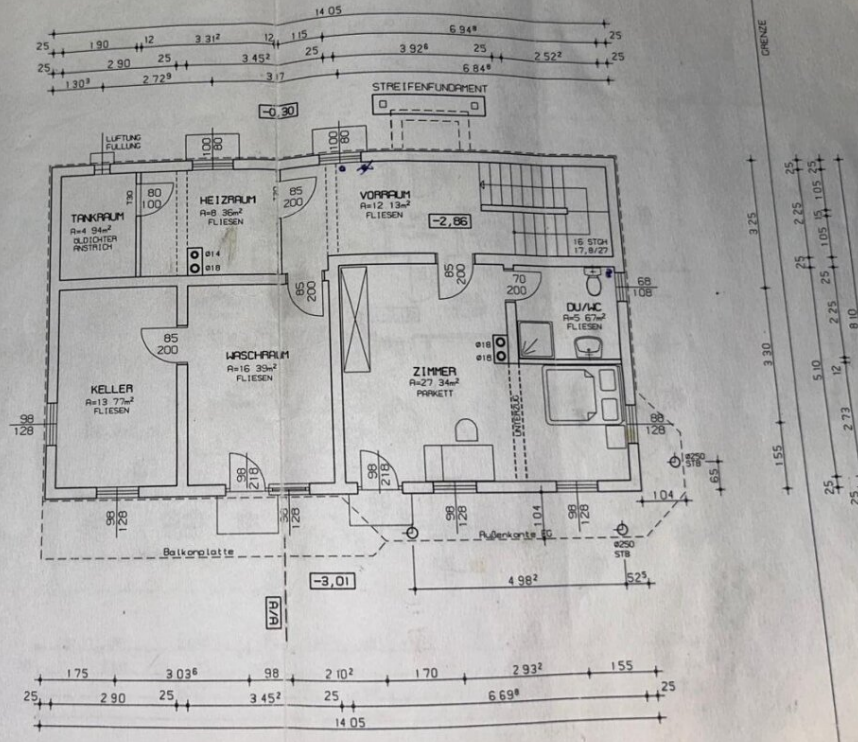 14 05
25 1 90 12 3 31² 12 1 15 6 94⁸ 25
25 2 90 25 3 45² 3 92⁶ 25 2 52² 25
1 30³ 2 72⁹ 3 17 6 84⁸
STREIFENFUNDAMENT
GRENZE
-0,30
LUFTUNG
FULLUNG
100
80
100
80
T30
80
100
HEIZRAUM
A=8 36m²
FLIESEN
85
200
VORRAUM
A=12 13m²
FLIESEN
-2,86
TANKRAUM
A=4 94m²
OLDICHTER
ANSTRICH
Ø14
Ø18
16 STGH
17,8/27
85
200
85
200
70
200
68
108
DU/WC
A=5 67m²
FLIESEN
85
200
WASCHRAUM
A=16 39m²
FLIESEN
Ø18
Ø18
ZIMMER
A=27 34m²
PARKETT
KELLER
A=13 77m²
FLIESEN
UNTERZUG
98
128
88
128
98
218
98
218
Ø250
STB
65
1 04
98
128
128
98
128
98
128
1 04
Außenkante EG
Balkonplatte
Ø250
STB
-3,01
4 98² 52⁵
A/A
1 75 3 03⁶ 98 2 10² 1 70 2 93² 1 55
25 2 90 25 3 45² 25 6 69⁸ 25
14 05
3 25
3 30
1 55
25
2 25
25
5 10
25
25
1 05
15
1 05
25
2 25
12
2 73
25
8 10
25